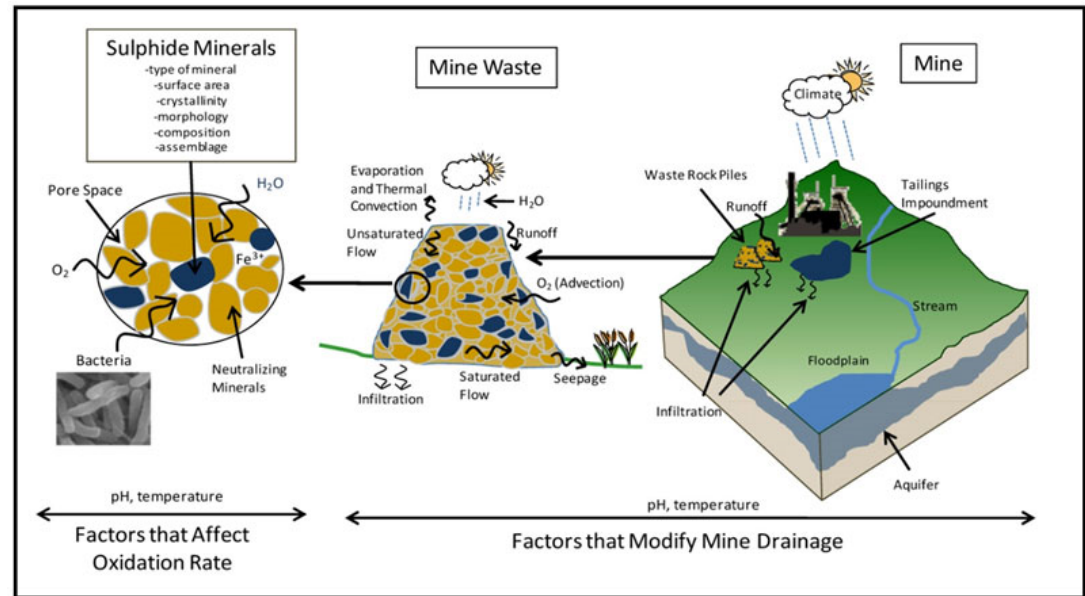 Sulphide Minerals
-type of mineral
-surface area
-crystallinity
-morphology
-composition
-assemblage
Pore Space
H₂O
O₂
Fe³⁺
Bacteria
Neutralizing
Minerals
pH, temperature
Factors that Affect
Oxidation Rate
Mine Waste
Evaporation
and Thermal
Convection
H₂O
Unsaturated
Flow
Runoff
O₂ (Advection)
Infiltration
Saturated
Flow
Seepage
Mine
Climate
Waste Rock Piles
Runoff
Tailings
Impoundment
Stream
Floodplain
Infiltration
Aquifer
pH, temperature
Factors that Modify Mine Drainage